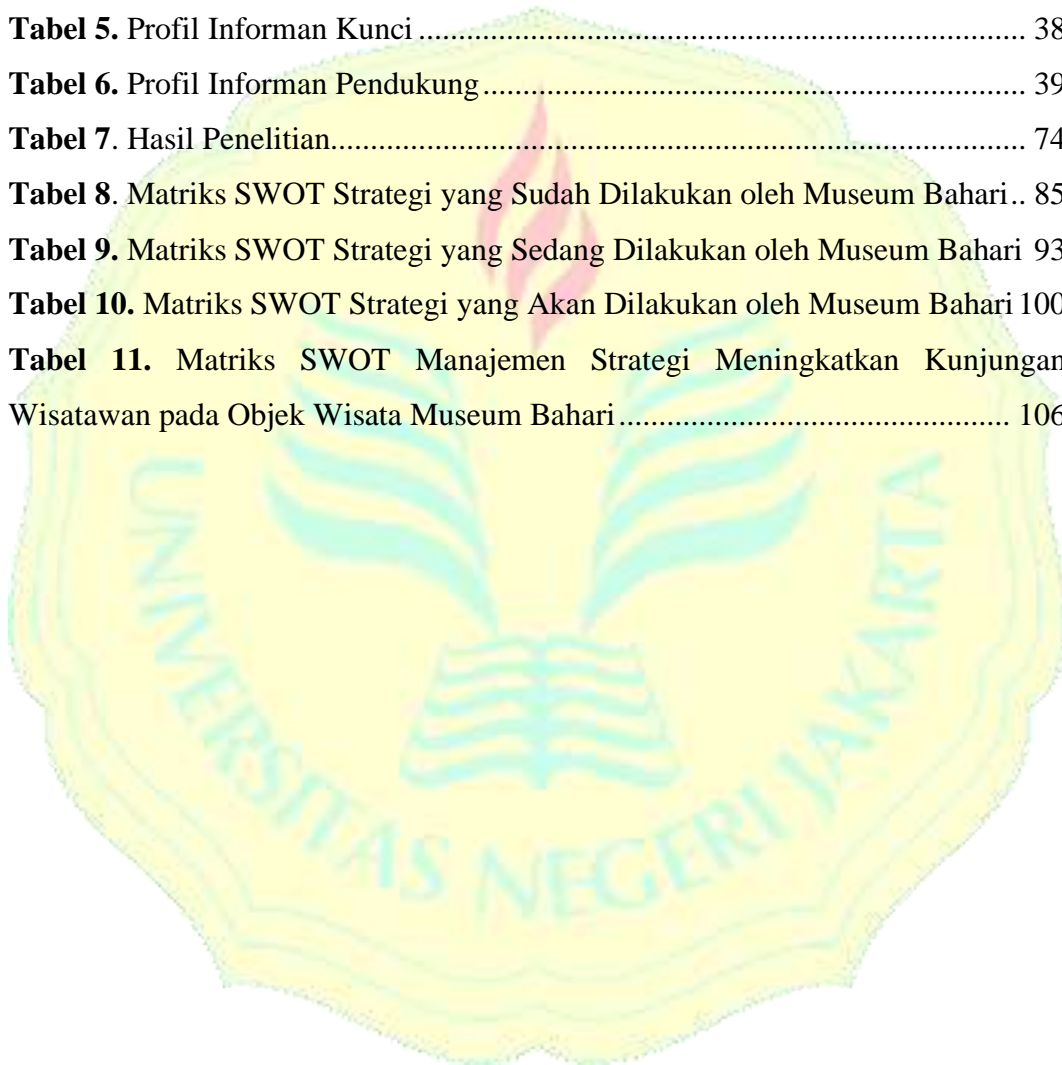 Tabel 5. Profil Informan Kunci ........................................................................... 38
Tabel 6. Profil Informan Pendukung ................................................................... 39
Tabel 7. Hasil Penelitian...................................................................................... 74
Tabel 8. Matriks SWOT Strategi yang Sudah Dilakukan oleh Museum Bahari.. 85
Tabel 9. Matriks SWOT Strategi yang Sedang Dilakukan oleh Museum Bahari 93
Tabel 10. Matriks SWOT Strategi yang Akan Dilakukan oleh Museum Bahari 100
Tabel 11. Matriks SWOT Manajemen Strategi Meningkatkan Kunjungan
Wisatawan pada Objek Wisata Museum Bahari ................................................ 106
UNIVERSITAS NEGERI JAKARTA